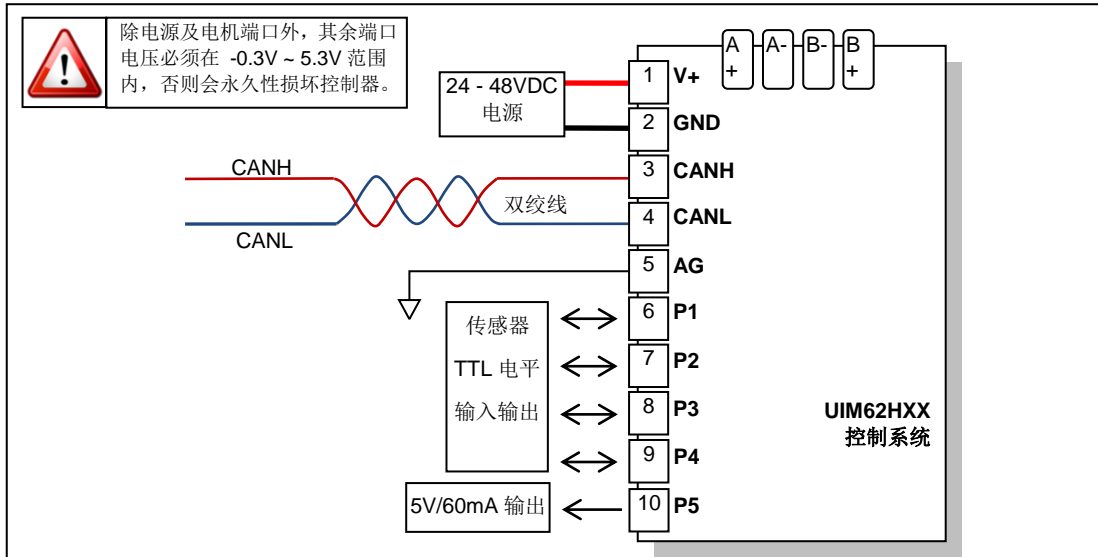 除电源及电机端口外，其余端口
电压必须在 -0.3V ~ 5.3V 范围
内，否则会永久性损坏控制器。
A+ A- B- B+
24 - 48VDC
电源
1 V+
2 GND
CANH
3 CANH
双绞线
4 CANL
CANL
5 AG
传感器
TTL 电平
输入输出
6 P1
7 P2
8 P3
9 P4
UIM62HXX
控制系统
5V/60mA 输出
10 P5